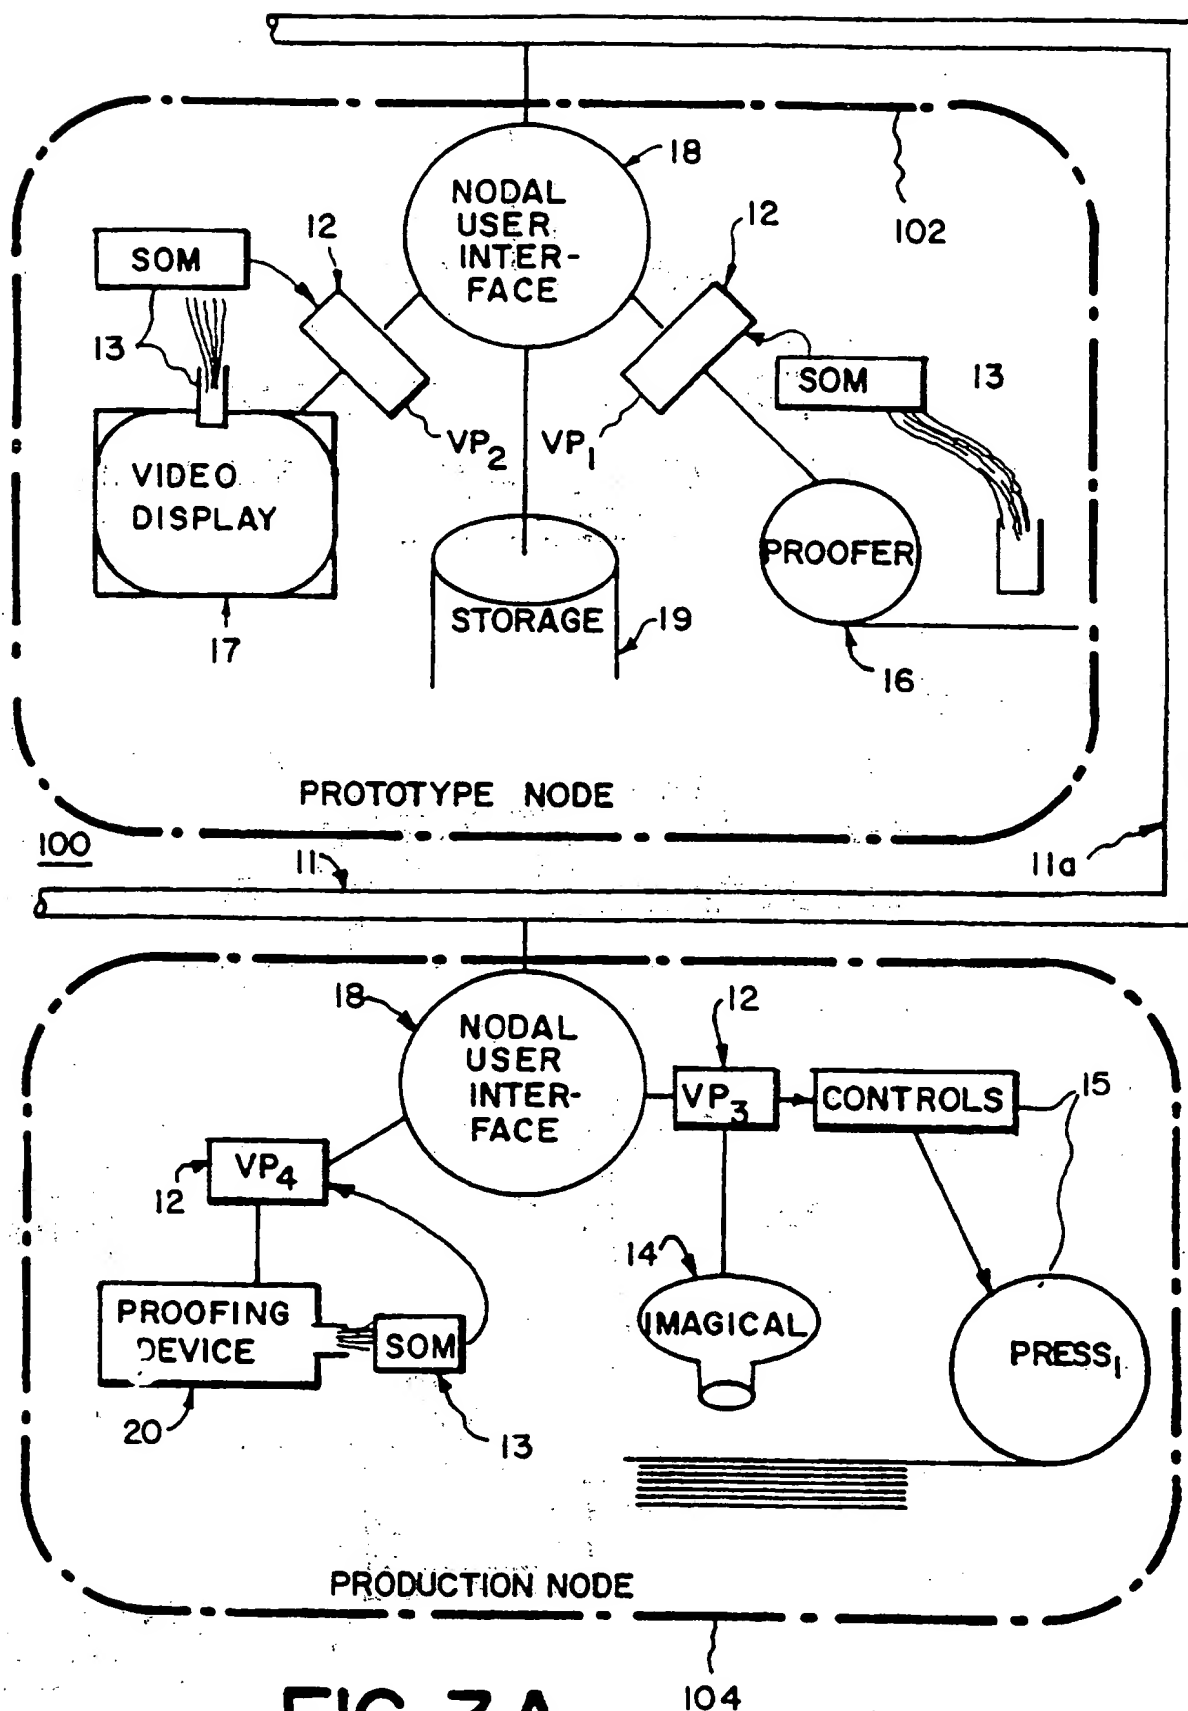 18
NODAL
USER
INTER-
FACE
12
12
102
SOM
13
SOM
13
VP2
VP1
VIDEO
DISPLAY
PROOFER
STORAGE
19
17
16
PROTOTYPE NODE
100
11
11a
18
NODAL
USER
INTER-
FACE
12
VP3
CONTROLS
15
VP4
12
14
PROOFING
DEVICE
SOM
IMAGICAL
PRESS1
20
13
PRODUCTION NODE
104